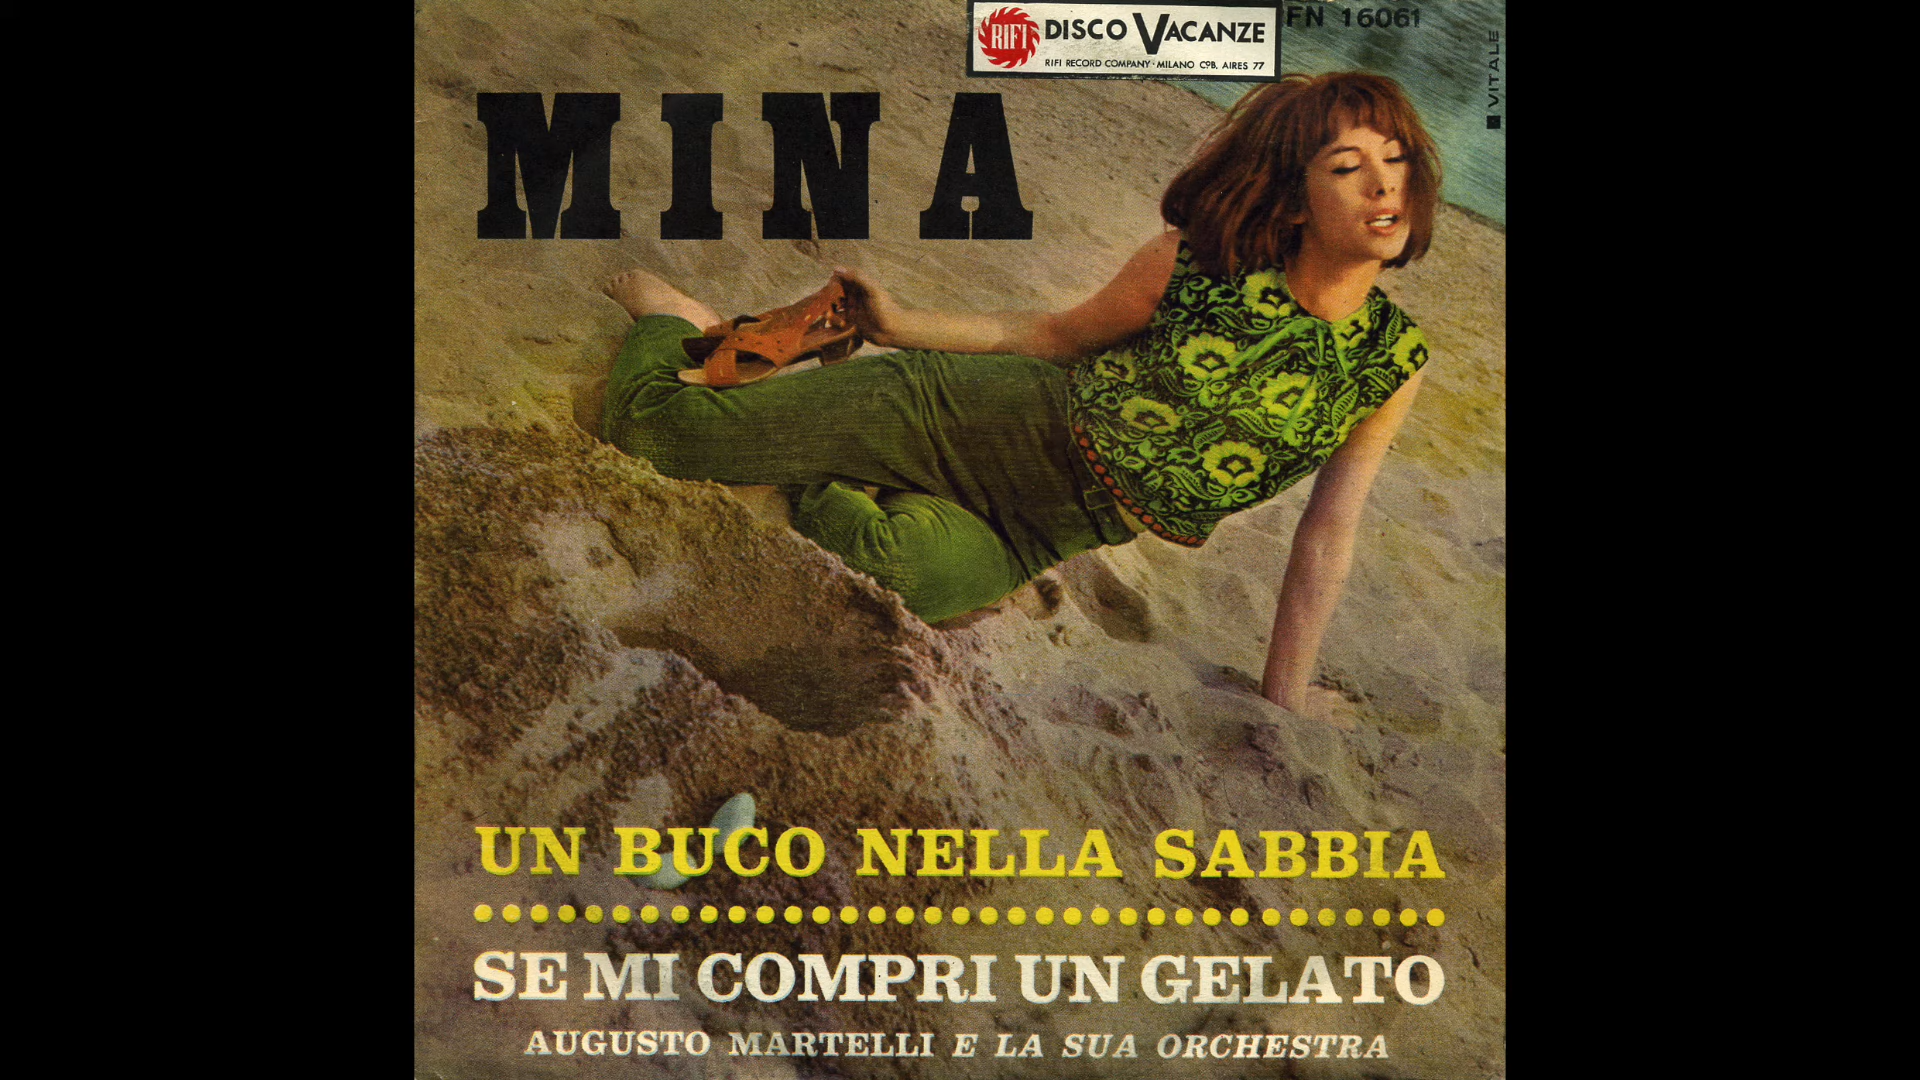 RIFI
DISCO VACANZE
RIFI RECORD COMPANY · MILANO CºB. AIRES 77
FN 16061
VITALE
MINA
UN BUCO NELLA SABBIA
SE MI COMPRI UN GELATO
AUGUSTO MARTELLI E LA SUA ORCHESTRA